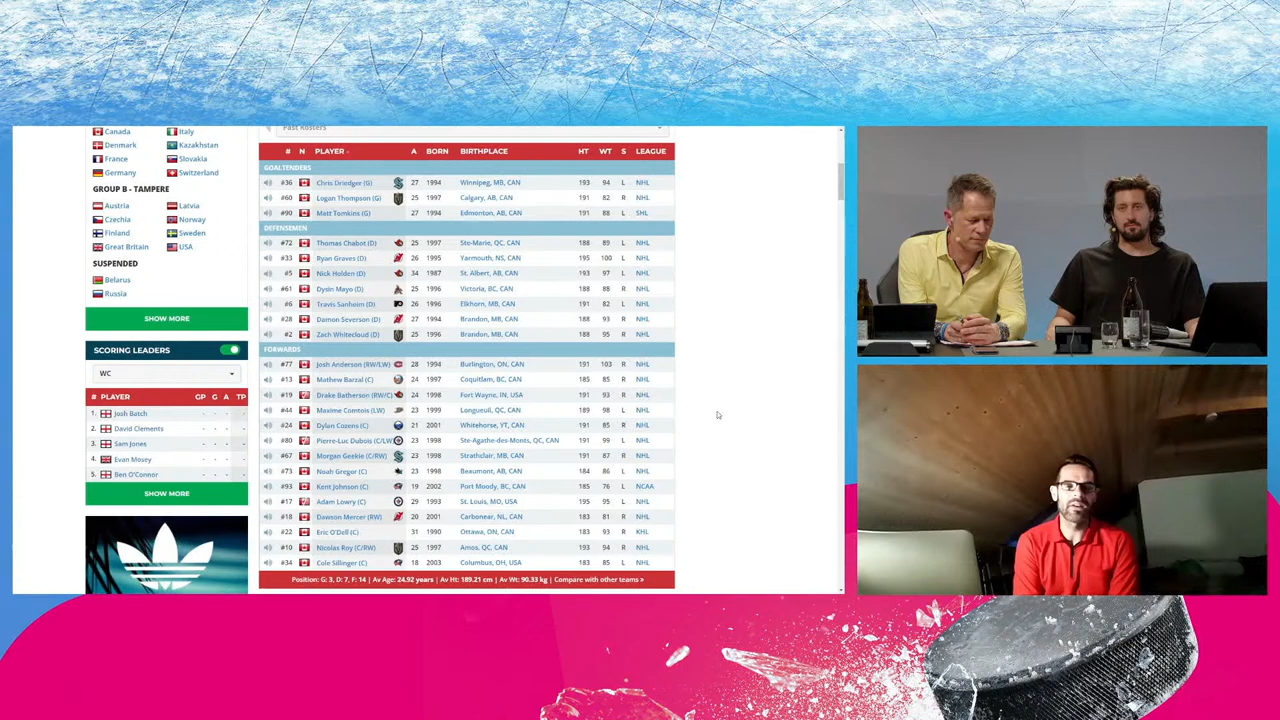 Past Rosters
Canada Italy
Denmark Kazakhstan
France Slovakia
Germany Switzerland
GROUP B - TAMPERE
Austria Latvia
Czechia Norway
Finland Sweden
Great Britain USA
SUSPENDED
Belarus
Russia
SHOW MORE
SCORING LEADERS
WC
# PLAYER GP G A TP
1. Josh Batch - - - -
2. David Clements - - - -
3. Sam Jones - - - -
4. Evan Mosey - - - -
5. Ben O'Connor - - - -
SHOW MORE
# N PLAYER A BORN BIRTHPLACE HT WT S LEAGUE
GOALTENDERS
#36 Chris Driedger (G) 27 1994 Winnipeg, MB, CAN 193 94 L NHL
#60 Logan Thompson (G) 25 1997 Calgary, AB, CAN 191 82 R NHL
#90 Matt Tomkins (G) 27 1994 Edmonton, AB, CAN 191 88 L SHL
DEFENSEMEN
#72 Thomas Chabot (D) 25 1997 Ste-Marie, QC, CAN 188 89 L NHL
#33 Ryan Graves (D) 26 1995 Yarmouth, NS, CAN 195 100 L NHL
#5 Nick Holden (D) 34 1987 St. Albert, AB, CAN 193 97 L NHL
#61 Dysin Mayo (D) 25 1996 Victoria, BC, CAN 188 88 R NHL
#6 Travis Sanheim (D) 26 1996 Elkhorn, MB, CAN 191 82 L NHL
#28 Damon Severson (D) 27 1994 Brandon, MB, CAN 188 93 R NHL
#2 Zach Whitecloud (D) 25 1996 Brandon, MB, CAN 188 95 R NHL
FORWARDS
#77 Josh Anderson (RW/LW) 28 1994 Burlington, ON, CAN 191 103 R NHL
#13 Mathew Barzal (C) 24 1997 Coquitlam, BC, CAN 185 85 R NHL
#19 Drake Batherson (RW/C) 24 1998 Fort Wayne, IN, USA 191 93 R NHL
#44 Maxime Comtois (LW) 23 1999 Longueuil, QC, CAN 189 98 L NHL
#24 Dylan Cozens (C) 21 2001 Whitehorse, YT, CAN 191 85 R NHL
#80 Pierre-Luc Dubois (C/LW) 23 1998 Ste-Agathe-des-Monts, QC, CAN 191 99 L NHL
#67 Morgan Geekie (C/RW) 23 1998 Strathclair, MB, CAN 191 87 R NHL
#73 Noah Gregor (C) 23 1998 Beaumont, AB, CAN 184 86 L NHL
#93 Kent Johnson (C) 19 2002 Port Moody, BC, CAN 185 76 L NCAA
#17 Adam Lowry (C) 29 1993 St. Louis, MO, USA 195 95 L NHL
#18 Dawson Mercer (RW) 20 2001 Carbonear, NL, CAN 183 81 R NHL
#22 Eric O'Dell (C) 31 1990 Ottawa, ON, CAN 183 93 R KHL
#10 Nicolas Roy (C/RW) 25 1997 Amos, QC, CAN 193 94 R NHL
#34 Cole Sillinger (C) 18 2003 Columbus, OH, USA 183 85 L NHL
Position: G: 3, D: 7, F: 14 | Av Age: 24.92 years | Av Ht: 189.21 cm | Av Wt: 90.33 kg | Compare with other teams »